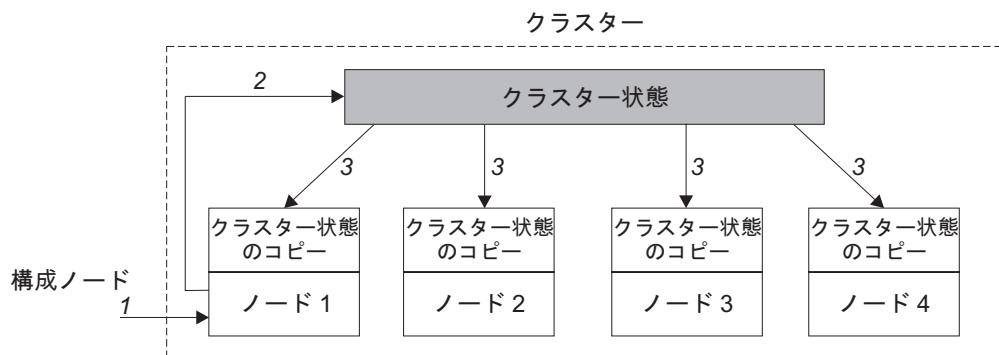 クラスター
2
クラスター状態
3
3
3
3
クラスター状態
のコピー
クラスター状態
のコピー
クラスター状態
のコピー
クラスター状態
のコピー
構成ノード
1
ノード 1
ノード 2
ノード 3
ノード 4